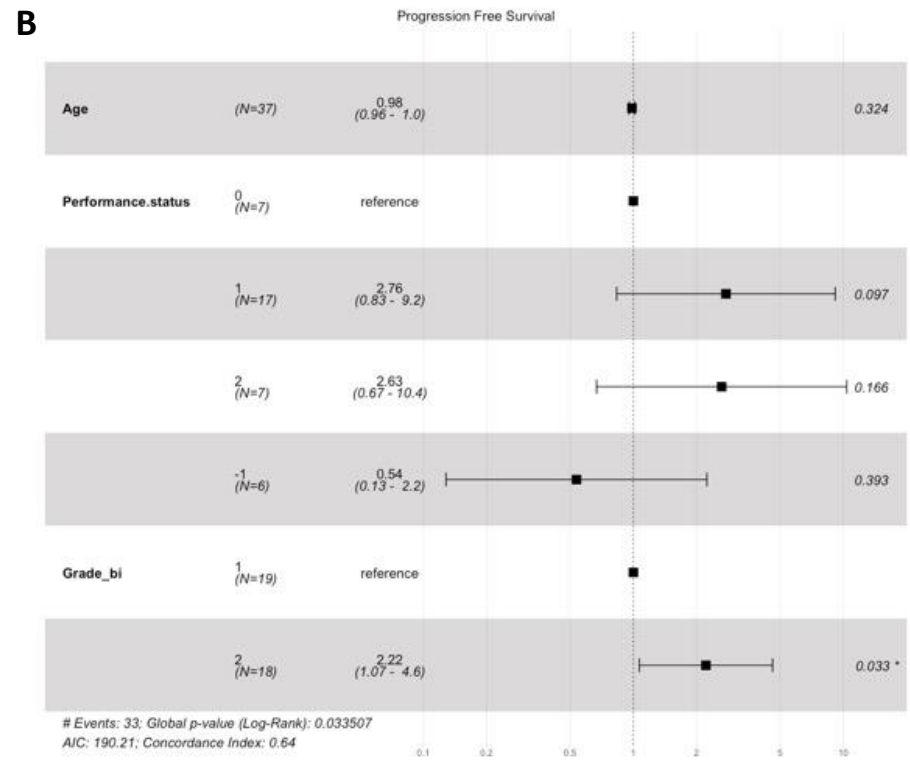 B
Progression Free Survival
Age (N=37) 0.98 (0.96 - 1.0) 0.324
Performance.status 0 (N=7) reference
1 (N=17) 2.76 (0.83 - 9.2) 0.097
2 (N=7) 2.63 (0.67 - 10.4) 0.166
-1 (N=6) 0.54 (0.13 - 2.2) 0.393
Grade_bi 1 (N=19) reference
2 (N=18) 2.22 (1.07 - 4.6) 0.033 *
# Events: 33; Global p-value (Log-Rank): 0.033507
AIC: 190.21; Concordance Index: 0.64
0.1 0.2 0.5 1 2 5 10